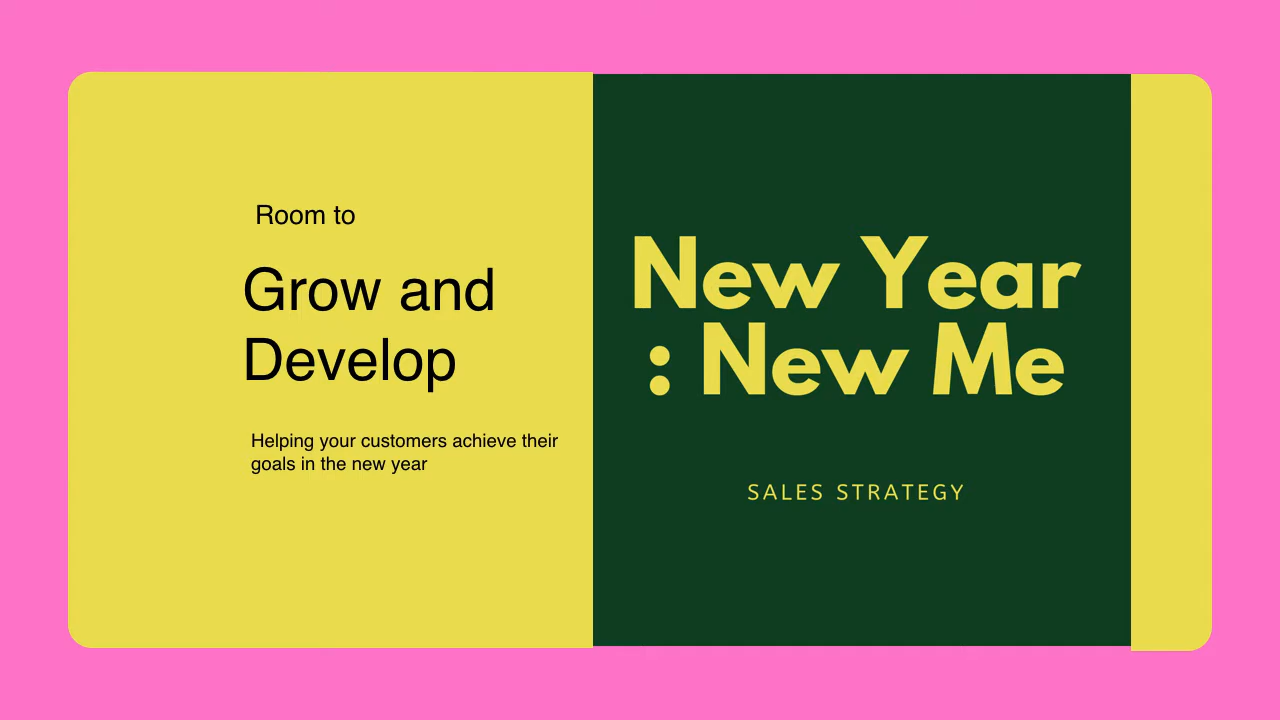 Room to
Grow and
Develop
Helping your customers achieve their
goals in the new year
New Year
: New Me
SALES STRATEGY